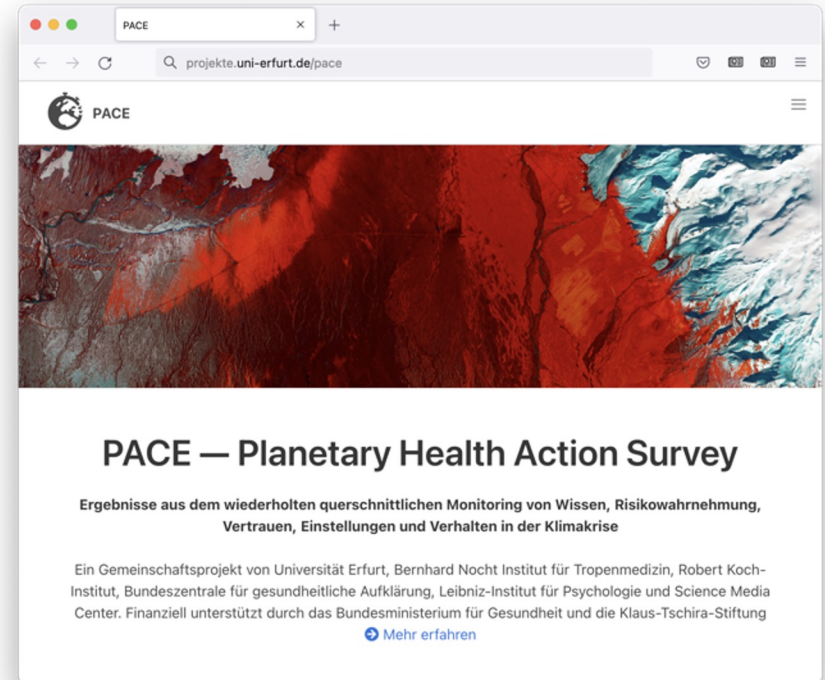 PACE
projekte.uni-erfurt.de/pace
PACE
PACE — Planetary Health Action Survey
Ergebnisse aus dem wiederholten querschnittlichen Monitoring von Wissen, Risikowahrnehmung,
Vertrauen, Einstellungen und Verhalten in der Klimakrise
Ein Gemeinschaftsprojekt von Universität Erfurt, Bernhard Nocht Institut für Tropenmedizin, Robert Koch-
Institut, Bundeszentrale für gesundheitliche Aufklärung, Leibniz-Institut für Psychologie und Science Media
Center. Finanziell unterstützt durch das Bundesministerium für Gesundheit und die Klaus-Tschira-Stiftung
Mehr erfahren